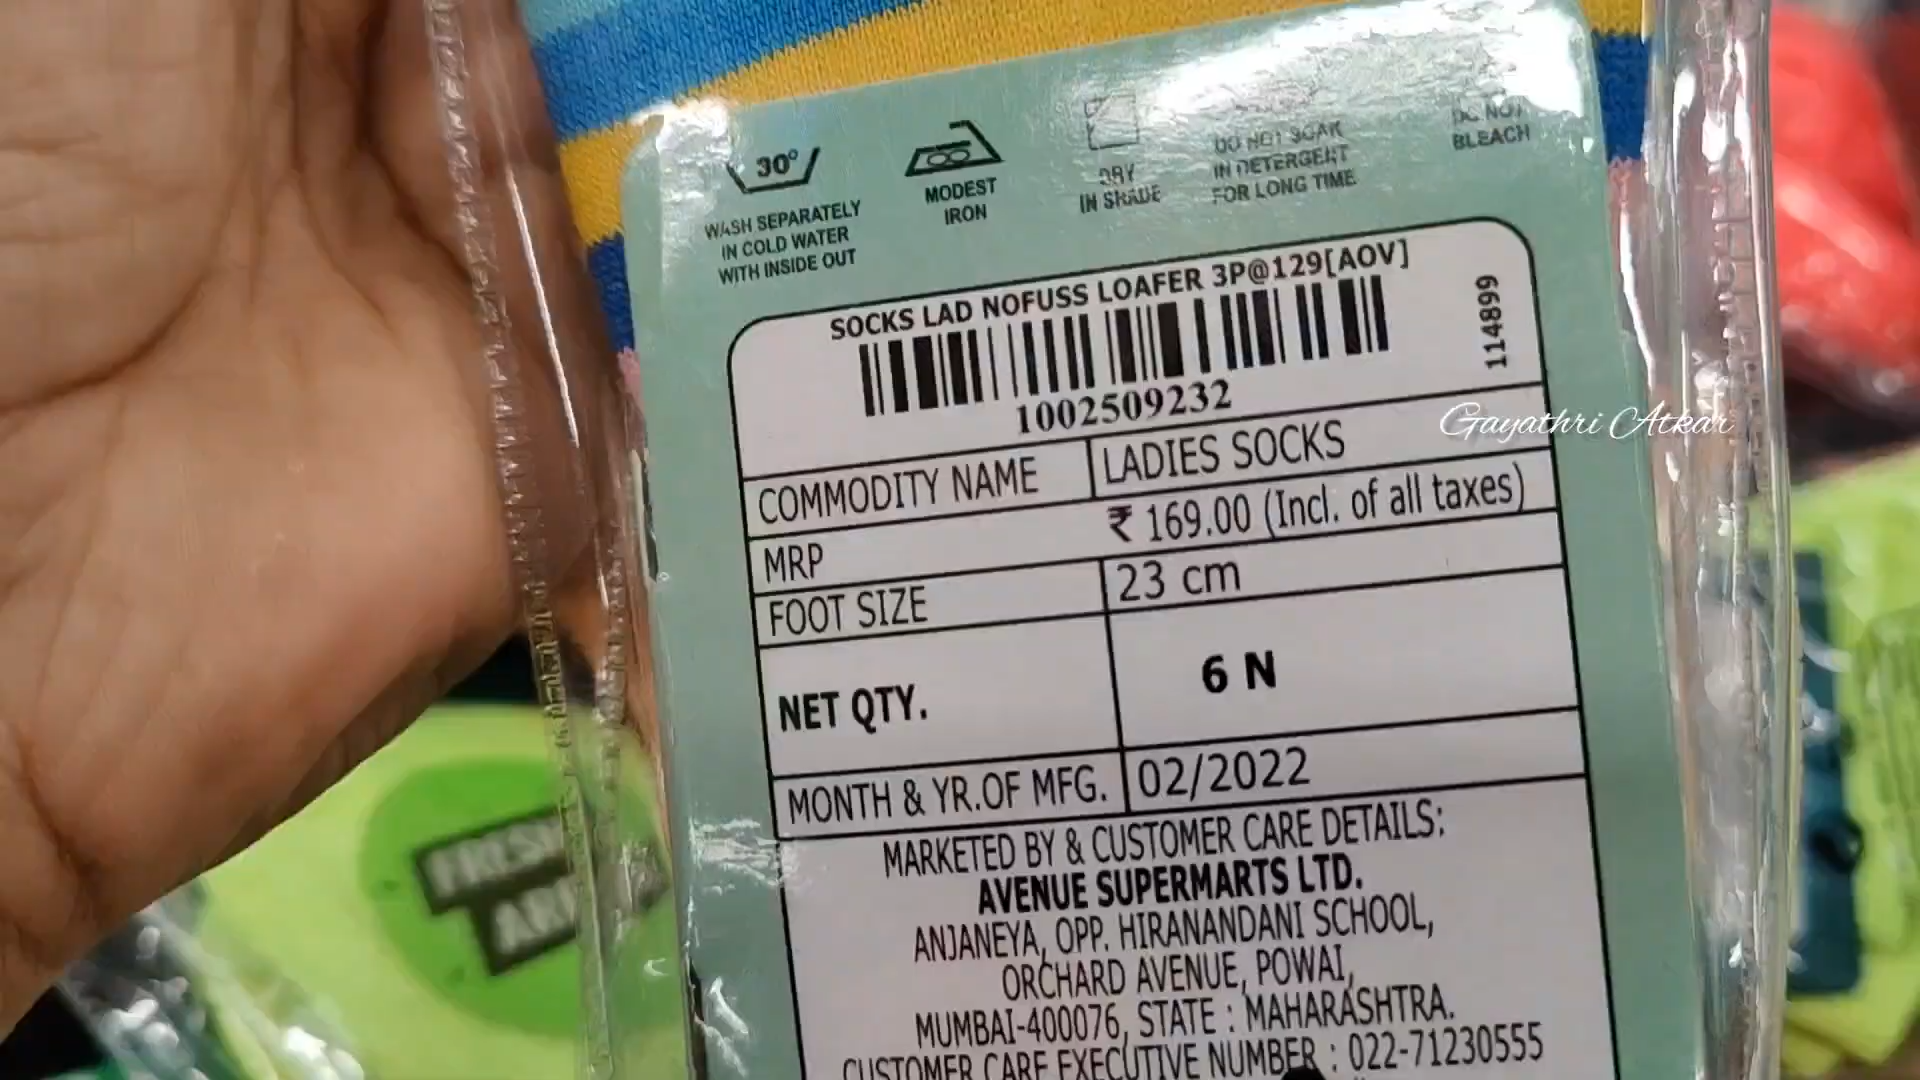 30°
WASH SEPARATELY
IN COLD WATER
WITH INSIDE OUT
MODEST
IRON
DRY
IN SHADE
DO NOT SOAK
IN DETERGENT
FOR LONG TIME
DO NOT
BLEACH
SOCKS LAD NOFUSS LOAFER 3P@129[AOV]
114899
1002509232
Gayathri Atkar
COMMODITY NAME LADIES SOCKS
MRP ₹ 169.00 (Incl. of all taxes)
FOOT SIZE 23 cm
NET QTY. 6 N
MONTH & YR.OF MFG. 02/2022
MARKETED BY & CUSTOMER CARE DETAILS:
AVENUE SUPERMARTS LTD.
ANJANEYA, OPP. HIRANANDANI SCHOOL,
ORCHARD AVENUE, POWAI,
MUMBAI-400076, STATE : MAHARASHTRA.
CUSTOMER CARE EXECUTIVE NUMBER : 022-71230555